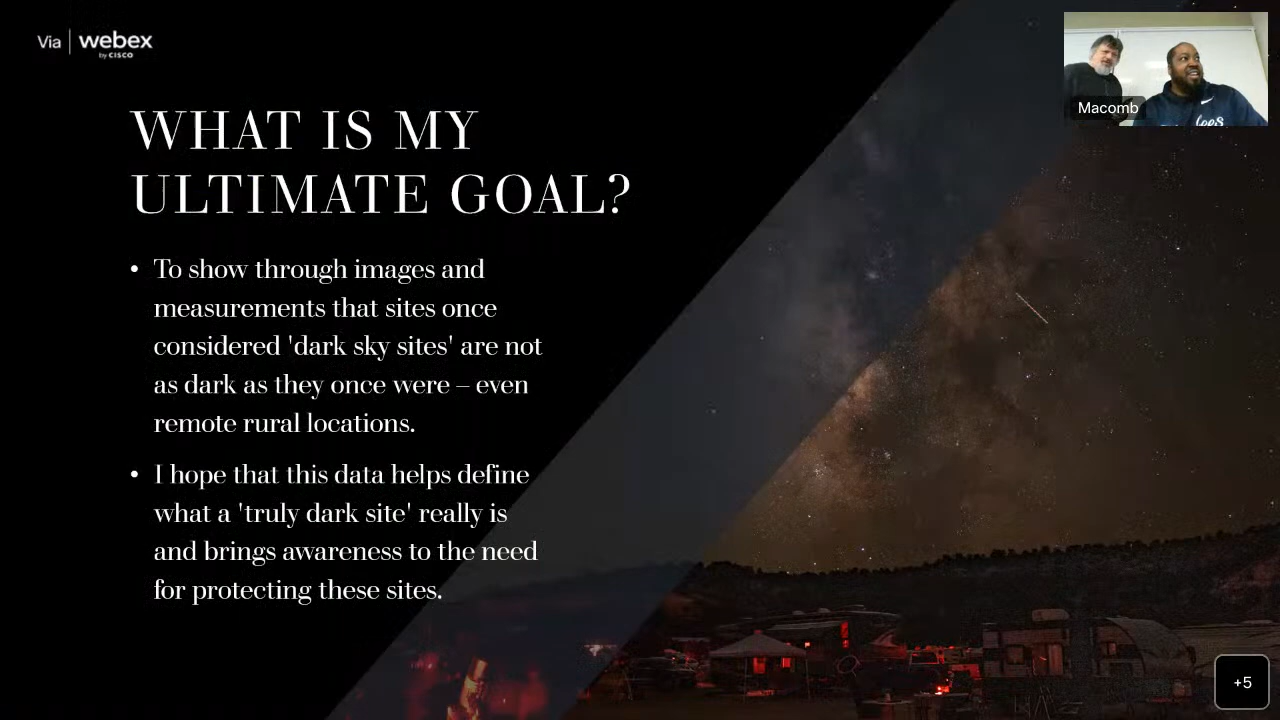 Via | webex
by CISCO
Macomb
WHAT IS MY
ULTIMATE GOAL?
• To show through images and
measurements that sites once
considered 'dark sky sites' are not
as dark as they once were – even
remote rural locations.
• I hope that this data helps define
what a 'truly dark site' really is
and brings awareness to the need
for protecting these sites.
+5